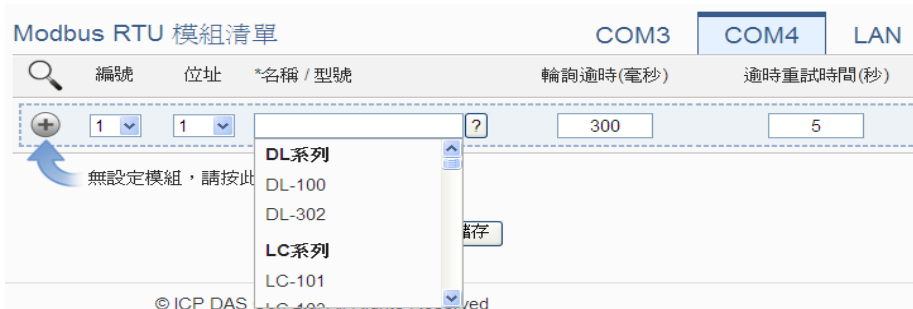 Modbus RTU 模組清單 COM3 COM4 LAN
編號 位址 *名稱 / 型號 輪詢逾時(毫秒) 逾時重試時間(秒)
1 1 ? 300 5
DL系列
無設定模組，請按此
DL-100
DL-302
儲存
LC系列
LC-101
© ICP DAS